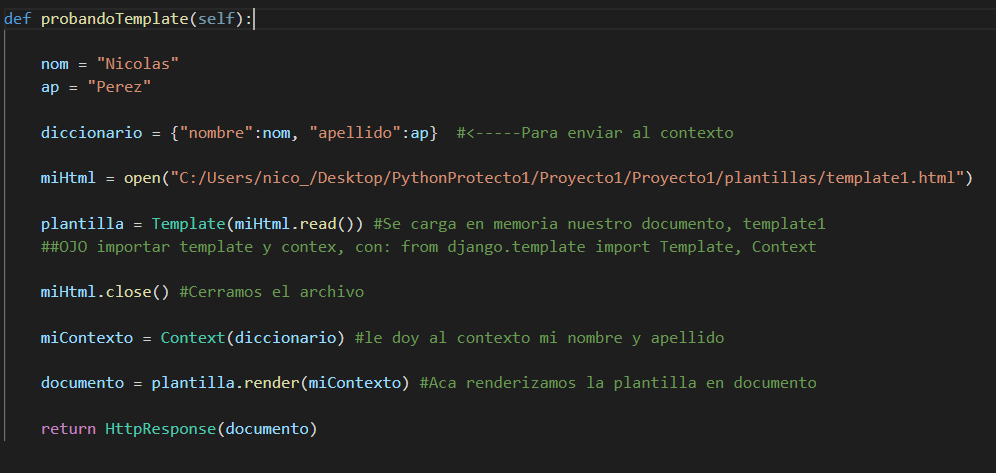 def probandoTemplate(self):
nom = "Nicolas"
ap = "Perez"
diccionario = {"nombre":nom, "apellido":ap}  #<-----Para enviar al contexto
miHtml = open("C:/Users/nico_/Desktop/PythonProtecto1/Proyecto1/Proyecto1/plantillas/template1.html")
plantilla = Template(miHtml.read()) #Se carga en memoria nuestro documento, template1
##OJO importar template y contex, con: from django.template import Template, Context
miHtml.close() #Cerramos el archivo
miContexto = Context(diccionario) #le doy al contexto mi nombre y apellido
documento = plantilla.render(miContexto) #Aca renderizamos la plantilla en documento
return HttpResponse(documento)